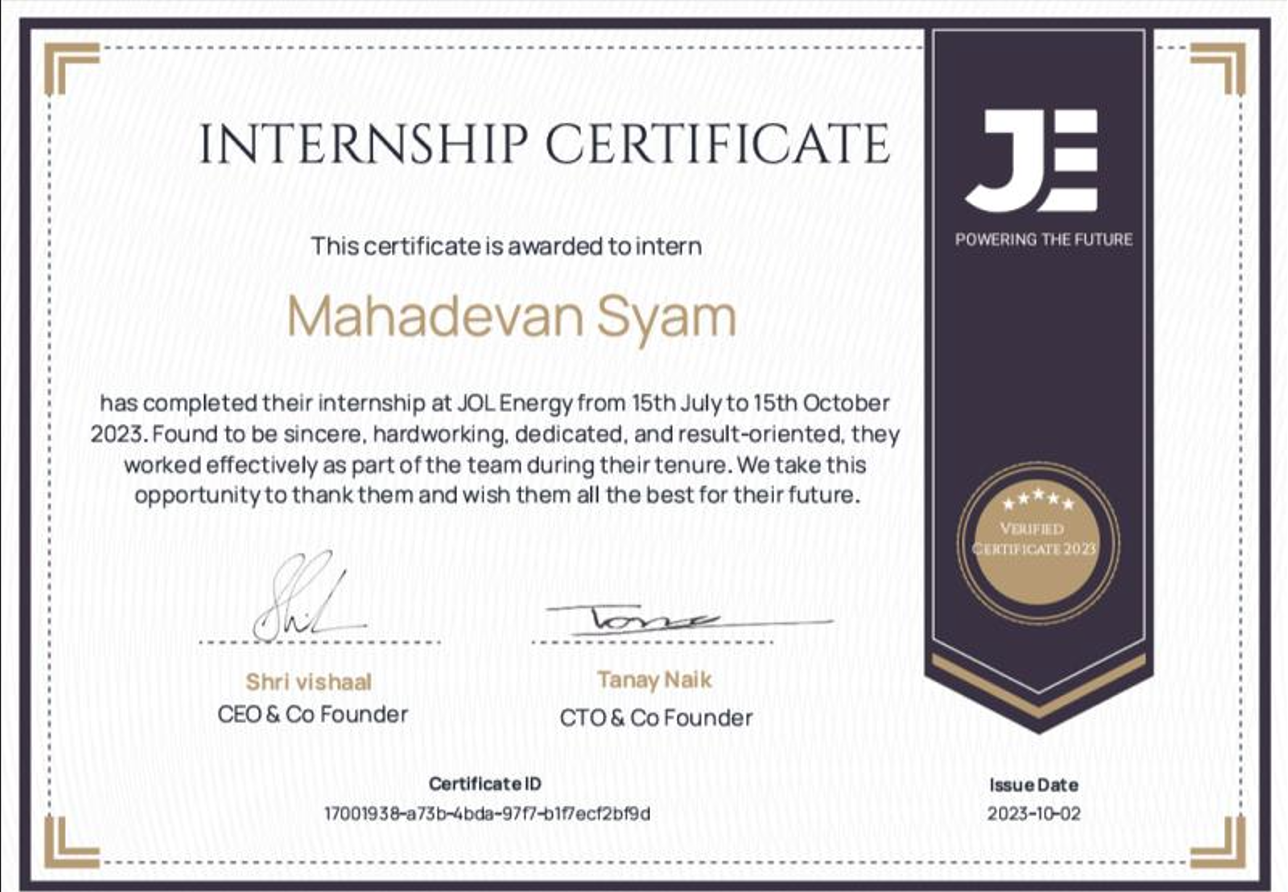 INTERNSHIP CERTIFICATE
JE
POWERING THE FUTURE
This certificate is awarded to intern
Mahadevan Syam
has completed their internship at JOL Energy from 15th July to 15th October
2023. Found to be sincere, hardworking, dedicated, and result-oriented, they
worked effectively as part of the team during their tenure. We take this
opportunity to thank them and wish them all the best for their future.
VERIFIED
CERTIFICATE 2023
Shri vishaal
CEO & Co Founder
Tanay Naik
CTO & Co Founder
Certificate ID
17001938-a73b-4bda-97f7-b1f7ecf2bf9d
Issue Date
2023-10-02